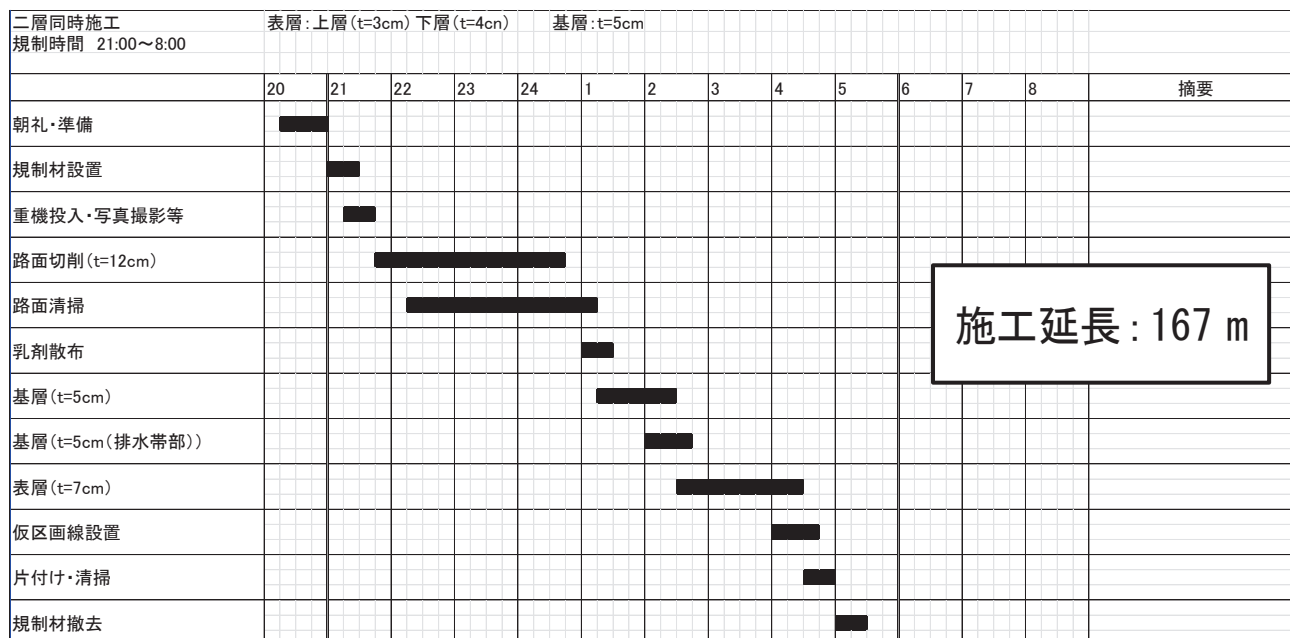 二層同時施工 表層:上層(t=3cm) 下層(t=4cn) 基層:t=5cm
規制時間 21:00～8:00
20 21 22 23 24 1 2 3 4 5 6 7 8 摘要
朝礼・準備
規制材設置
重機投入・写真撮影等
路面切削(t=12cm)
路面清掃
施工延長:167 m
乳剤散布
基層(t=5cm)
基層(t=5cm(排水帯部))
表層(t=7cm)
仮区画線設置
片付け・清掃
規制材撤去